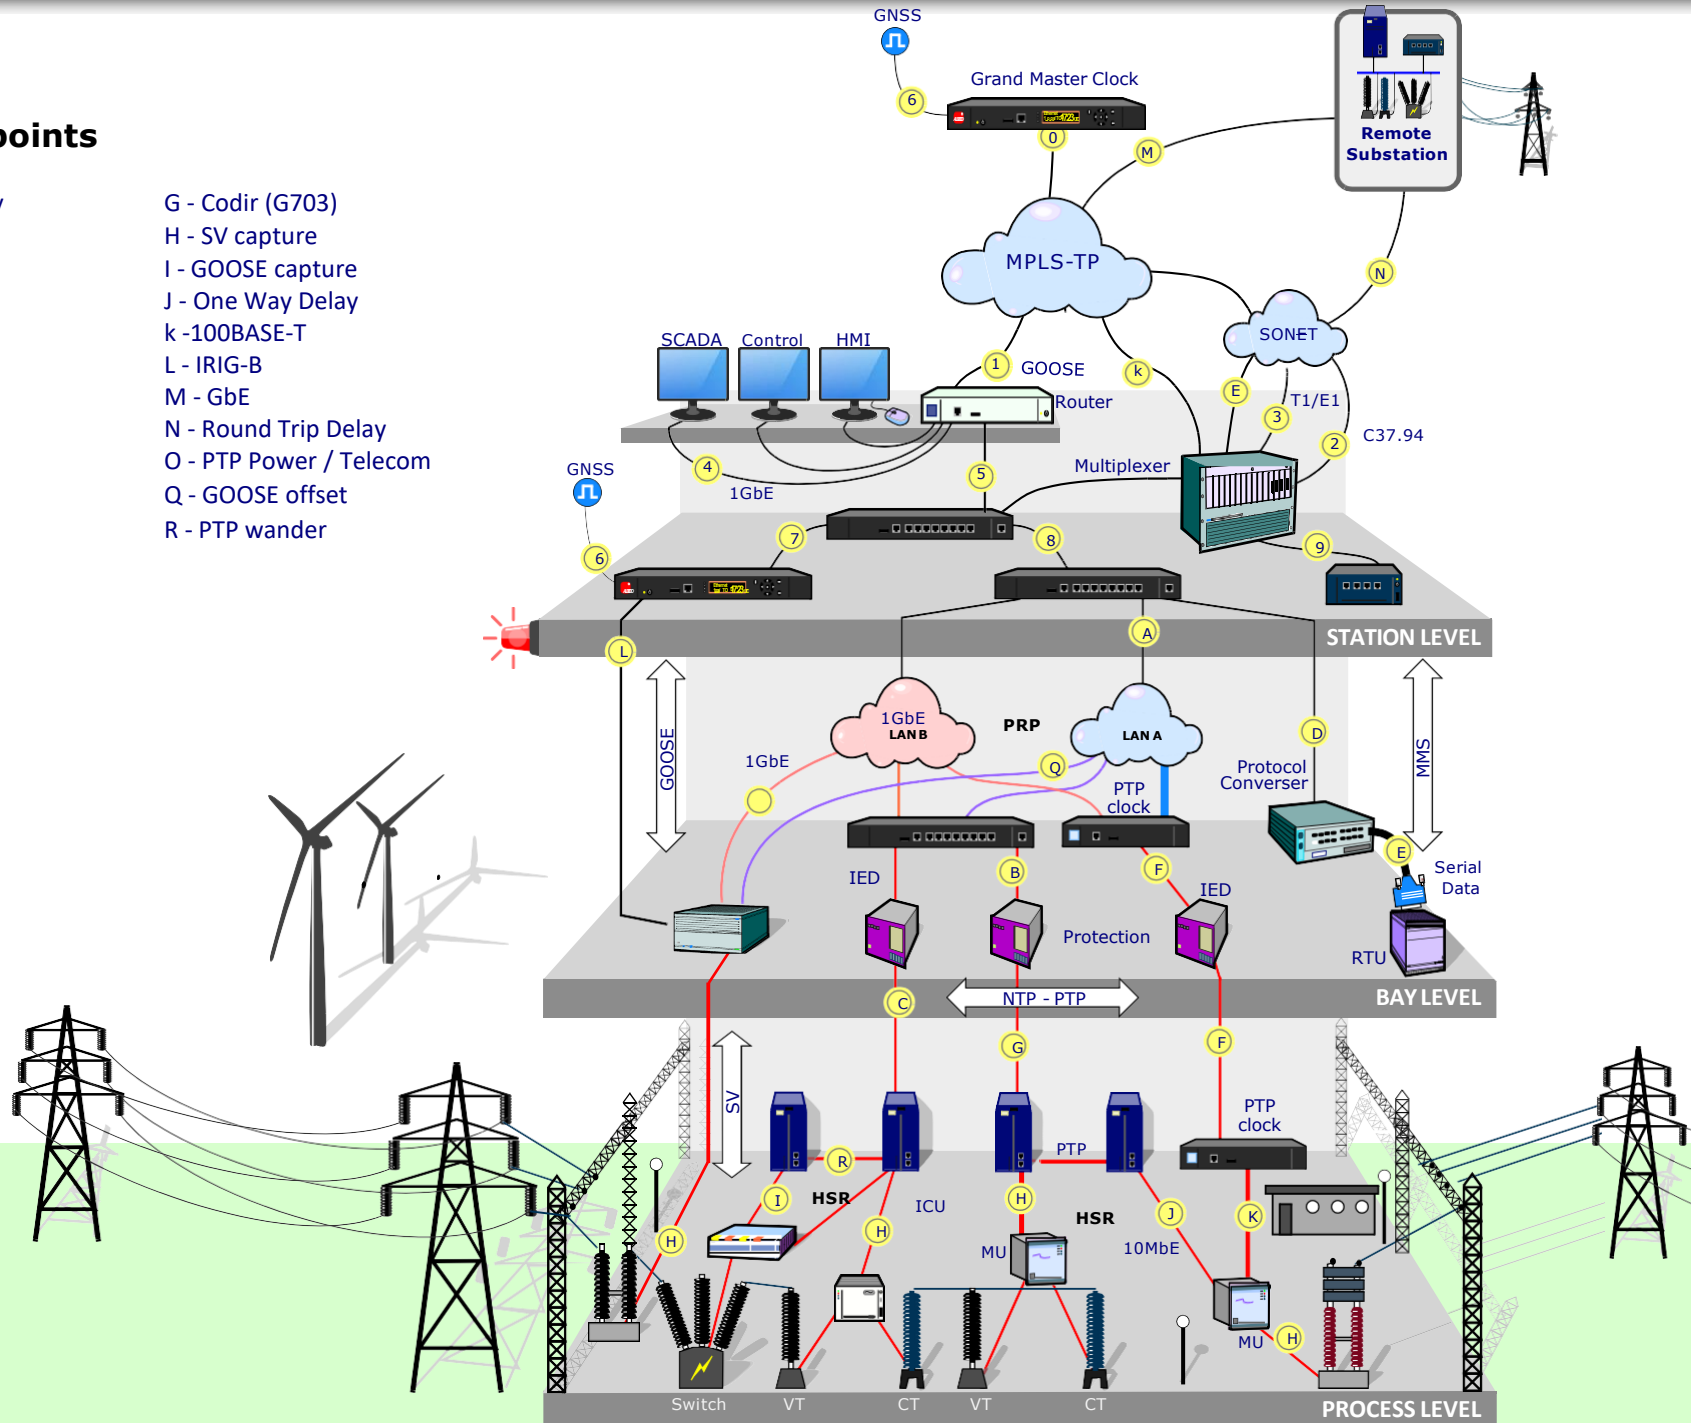 GNSS
Grand Master Clock
6
0
M
Remote
Substation
points
y
G - Codir (G703)
H - SV capture
I - GOOSE capture
J - One Way Delay
k -100BASE-T
L - IRIG-B
M - GbE
N - Round Trip Delay
O - PTP Power / Telecom
Q - GOOSE offset
R - PTP wander
MPLS-TP
N
SONET
SCADA
Control
HMI
1
GOOSE
k
E
3
T1/E1
Router
2
C37.94
4
1GbE
5
Multiplexer
GNSS
7
8
9
6
STATION LEVEL
L
A
GOOSE
1GbE
LAN B
PRP
LAN A
D
MMS
1GbE
Q
PTP
clock
Protocol
Converser
IED
B
F
IED
E
Serial
Data
Protection
RTU
C
NTP - PTP
BAY LEVEL
G
F
SV
PTP
clock
R
PTP
I
HSR
ICU
H
HSR
J
K
H
H
MU
10MbE
MU
H
Switch
VT
CT
VT
CT
PROCESS LEVEL